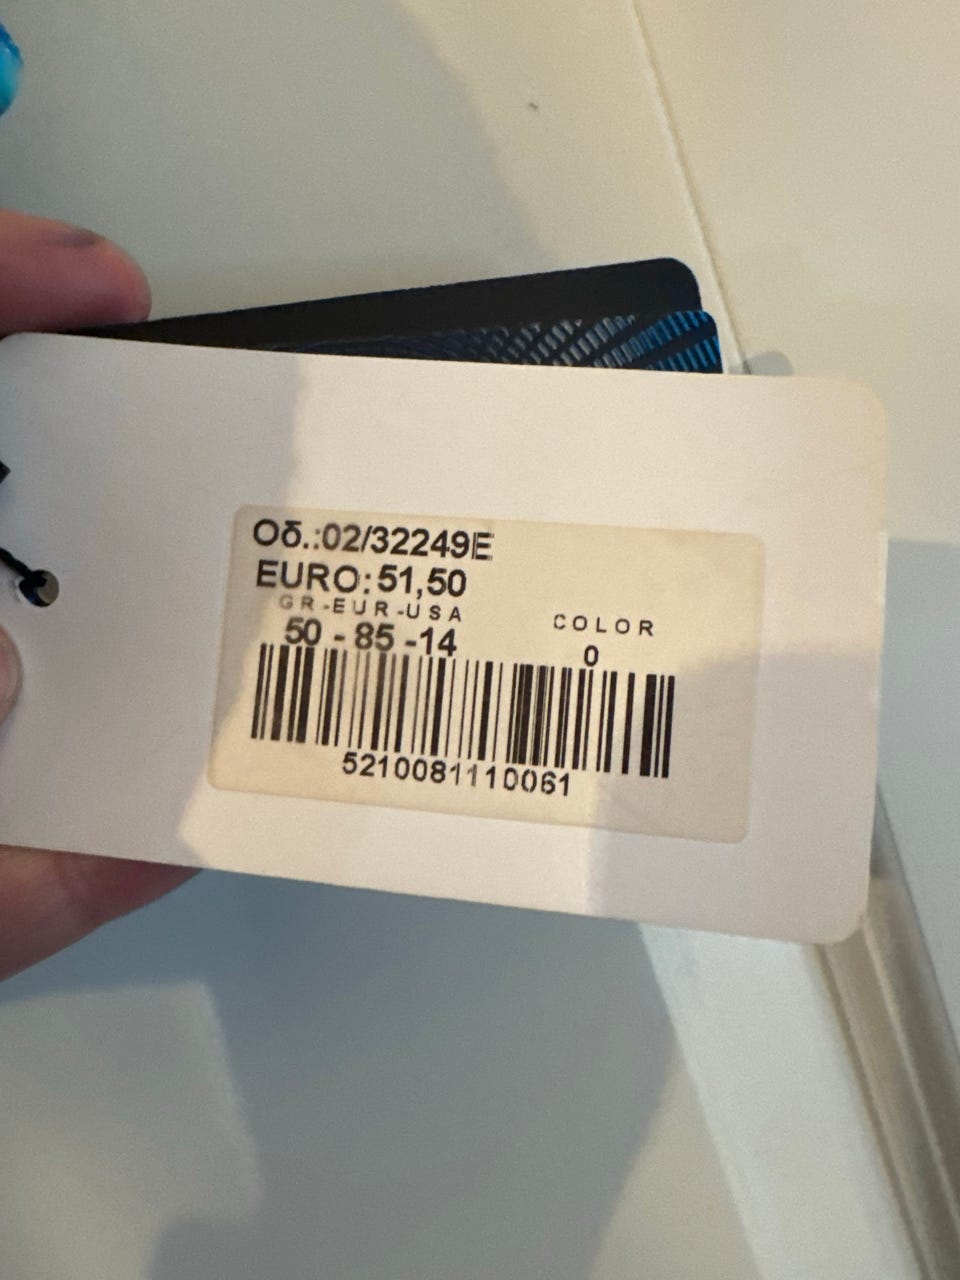 Οδ.:02/32249E
EURO: 51,50
GR-EUR-USA
COLOR
50 - 85 -14
0
5210081110061